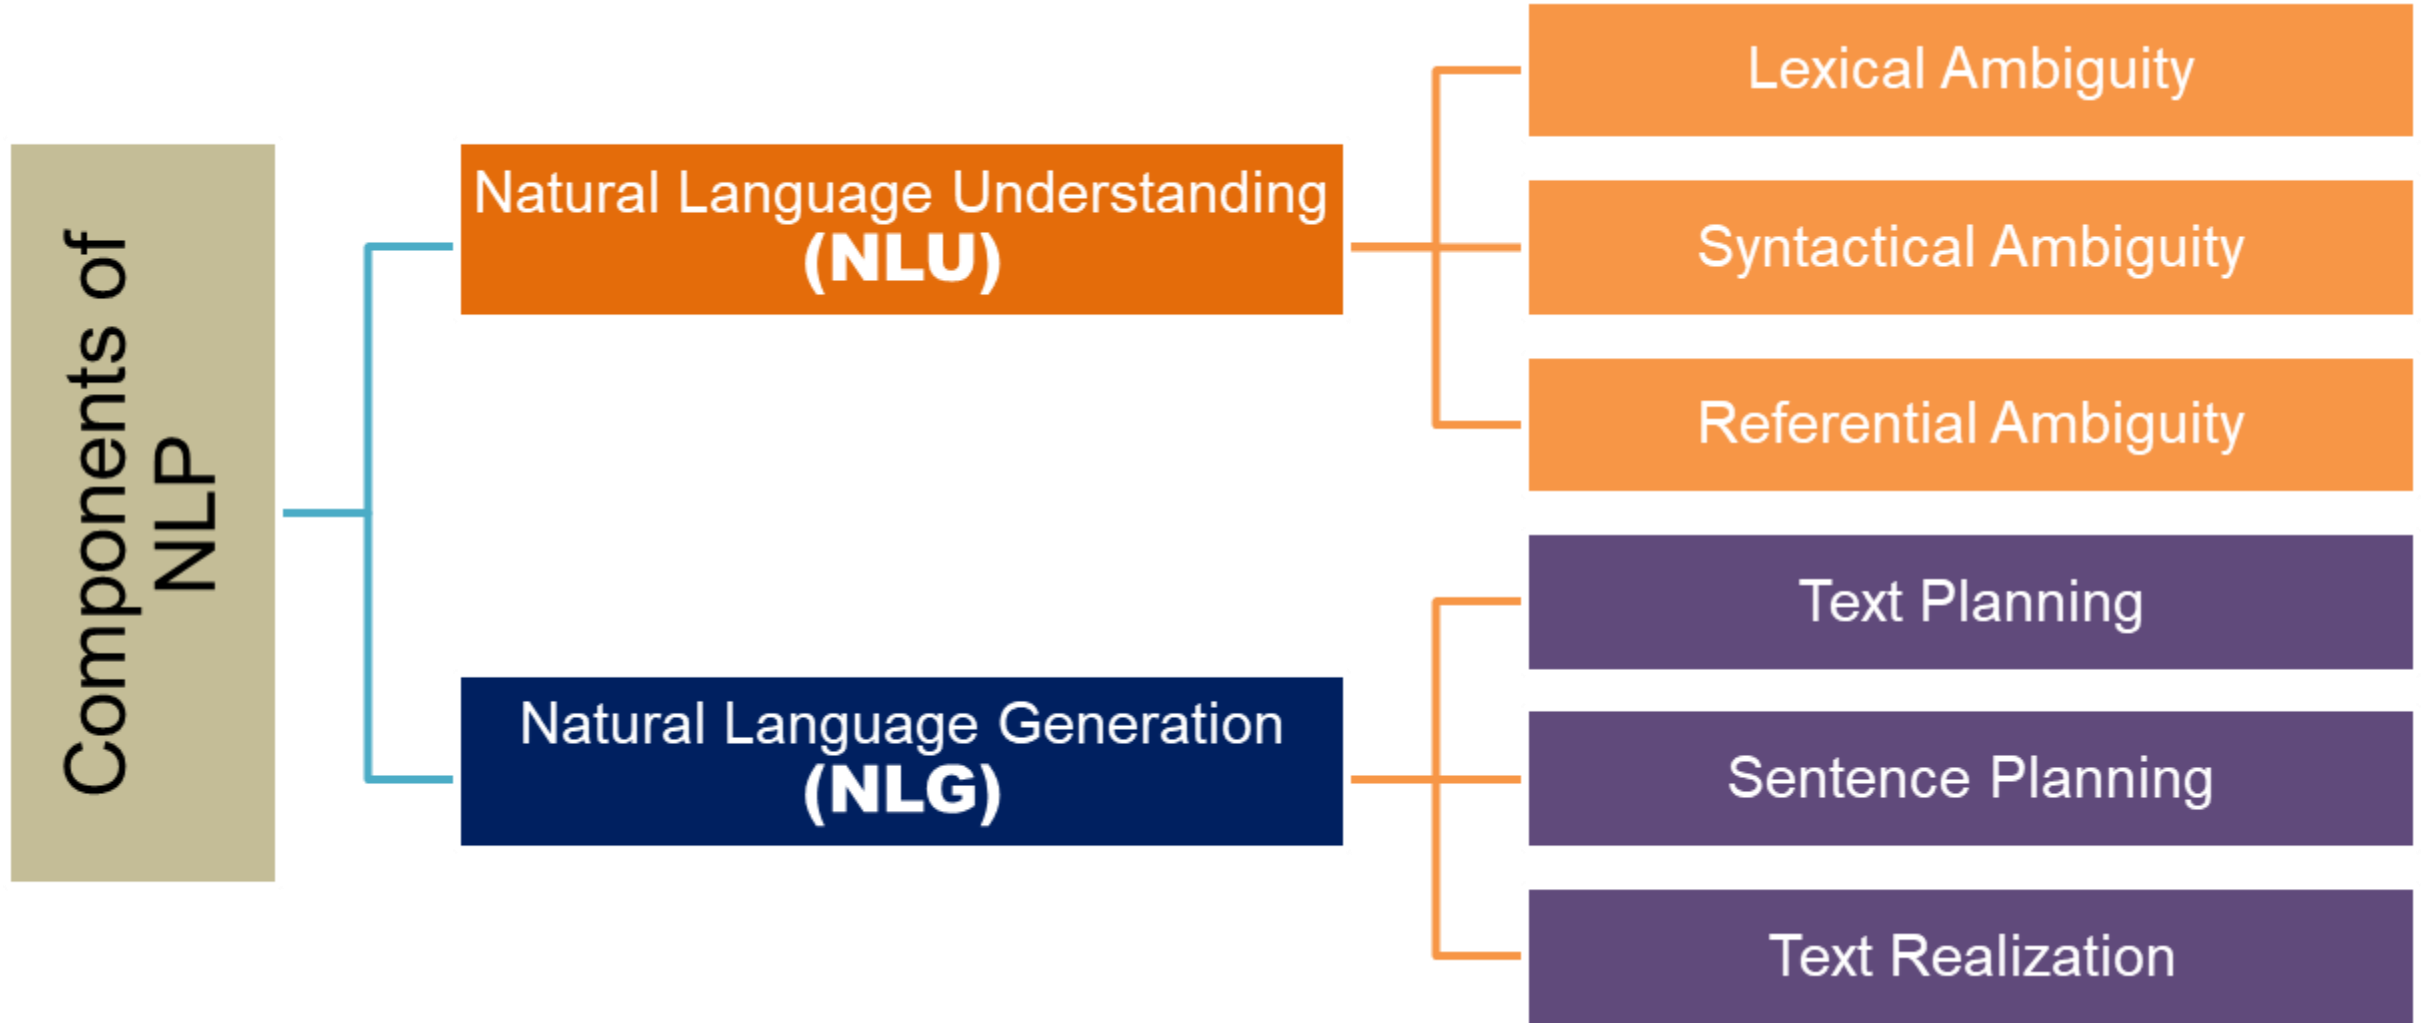 Components of
NLP
Natural Language Understanding
(NLU)
Lexical Ambiguity
Syntactical Ambiguity
Referential Ambiguity
Natural Language Generation
(NLG)
Text Planning
Sentence Planning
Text Realization